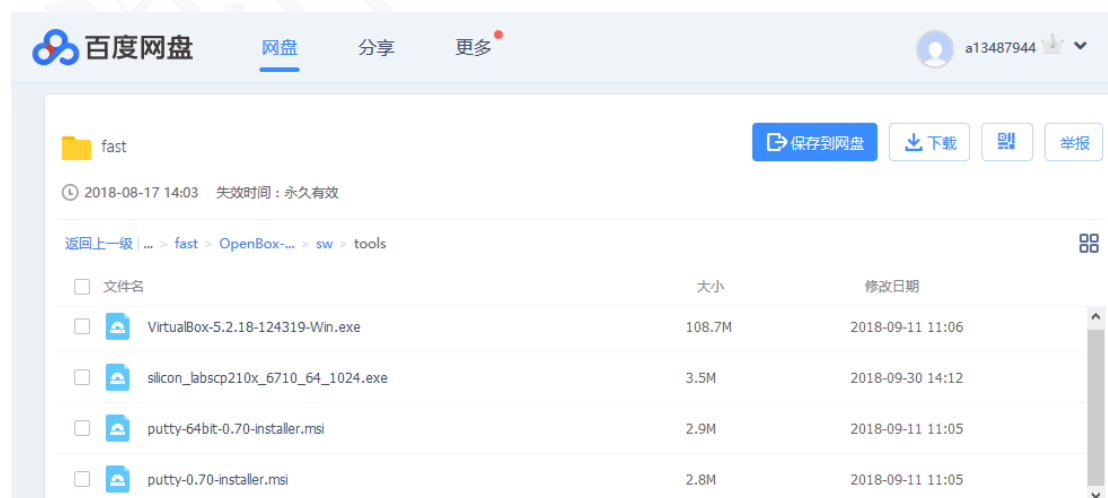 百度网盘 网盘 分享 更多 a13487944
fast 保存到网盘 下载 举报
2018-08-17 14:03 失效时间：永久有效
返回上一级 | ... > fast > OpenBox-... > sw > tools
文件名 大小 修改日期
VirtualBox-5.2.18-124319-Win.exe 108.7M 2018-09-11 11:06
silicon_labscp210x_6710_64_1024.exe 3.5M 2018-09-30 14:12
putty-64bit-0.70-installer.msi 2.9M 2018-09-11 11:05
putty-0.70-installer.msi 2.8M 2018-09-11 11:05